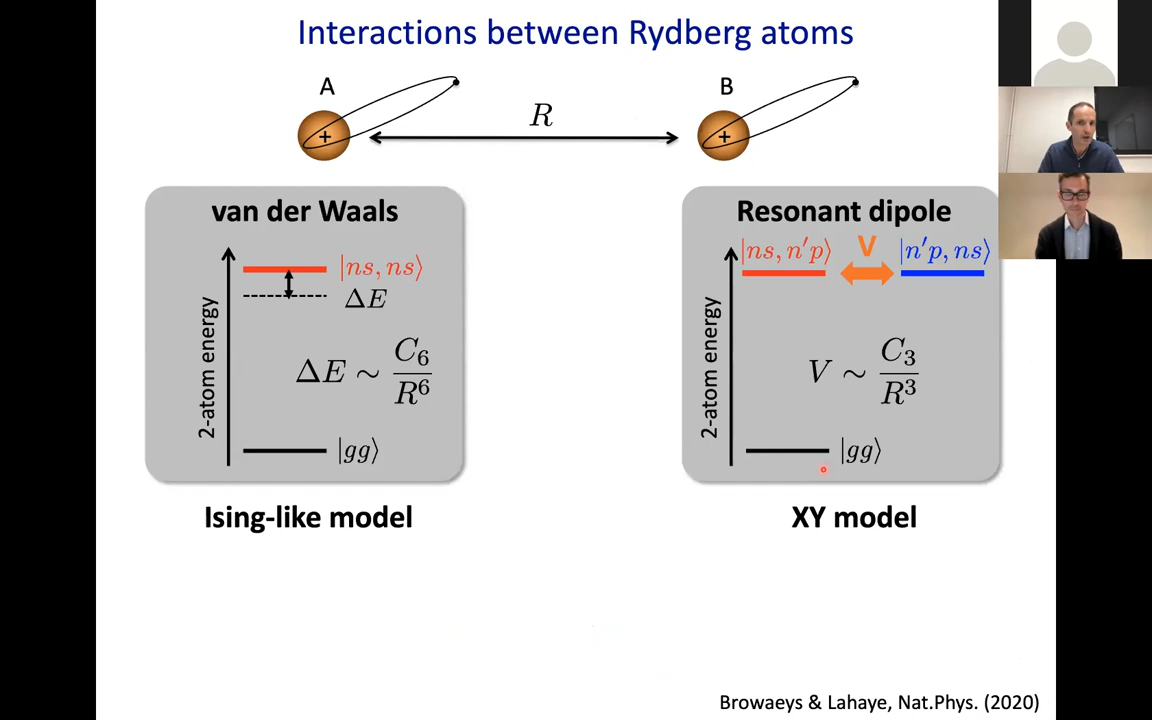 Interactions between Rydberg atoms
A
B
+
R
+
van der Waals
2-atom energy
|ns, ns⟩
ΔE
ΔE ∼ C₆/R⁶
|gg⟩
Ising-like model
Resonant dipole
2-atom energy
|ns, n′p⟩ V |n′p, ns⟩
V ∼ C₃/R³
|gg⟩
XY model
Browaeys & Lahaye, Nat.Phys. (2020)